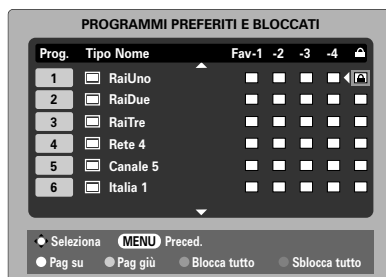 PROGRAMMI PREFERITI E BLOCCATI
Prog. Tipo Nome Fav-1 -2 -3 -4
1 RaiUno
2 RaiDue
3 RaiTre
4 Rete 4
5 Canale 5
6 Italia 1
Seleziona MENU Preced.
Pag su Pag giù Blocca tutto Sblocca tutto